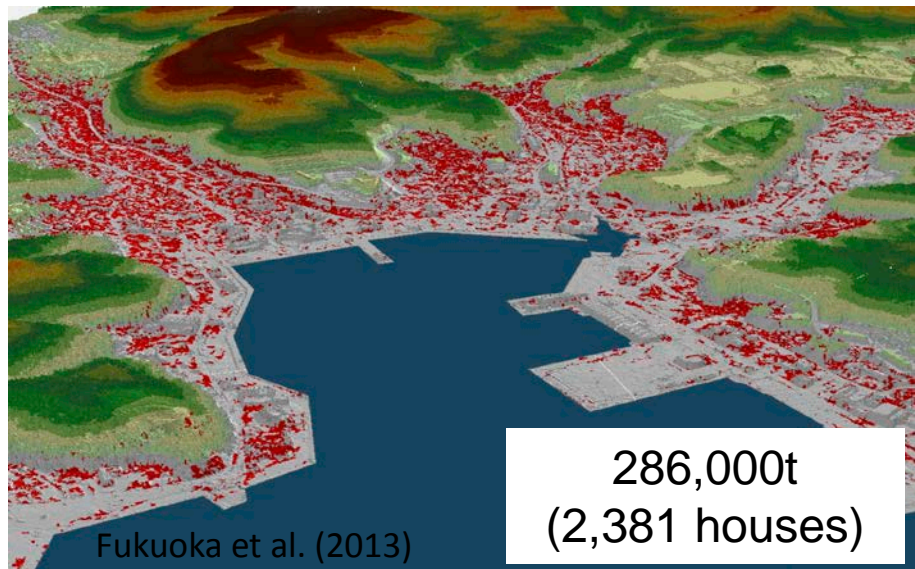 286,000t
(2,381 houses)
Fukuoka et al. (2013)